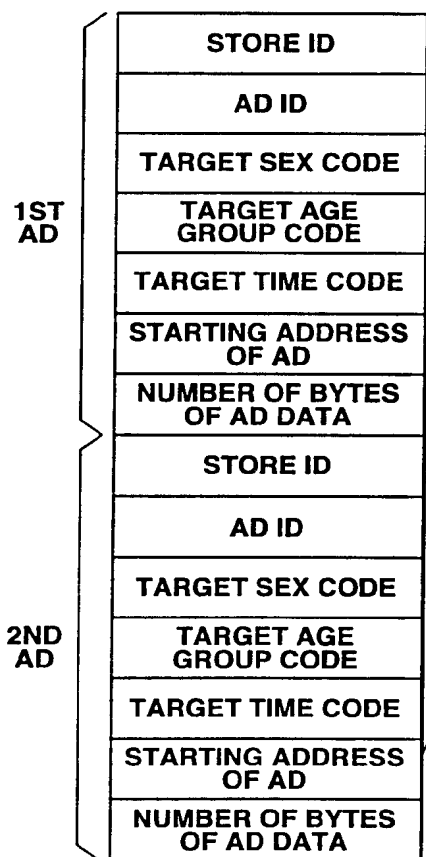 STORE ID
AD ID
TARGET SEX CODE
1ST
AD
TARGET AGE
GROUP CODE
TARGET TIME CODE
STARTING ADDRESS
OF AD
NUMBER OF BYTES
OF AD DATA
STORE ID
AD ID
TARGET SEX CODE
2ND
AD
TARGET AGE
GROUP CODE
TARGET TIME CODE
STARTING ADDRESS
OF AD
NUMBER OF BYTES
OF AD DATA